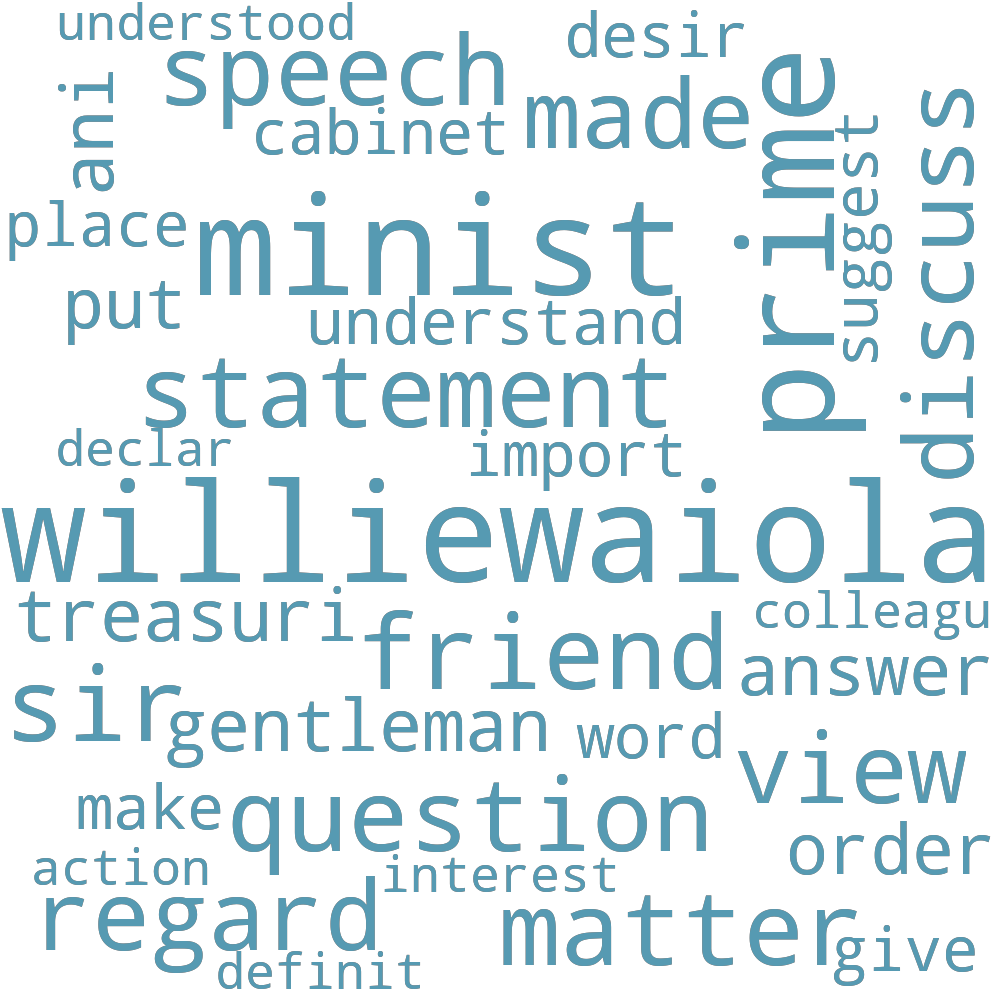 understood
desir
speech
ani
cabinet
made
prime
suggest
discuss
place
minist
put
understand
statement
declar
import
williewaiola
treasuri
colleagu
friend
answer
sir
gentleman
word
view
make
question
order
action
interest
regard
matter
give
definit